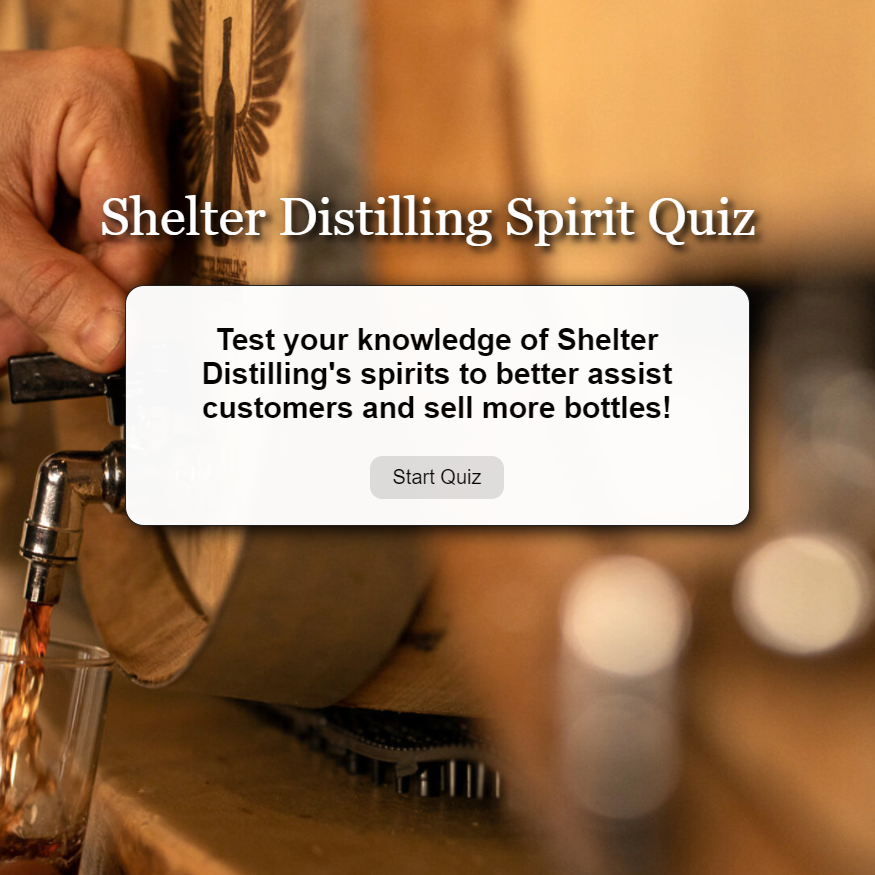 Shelter Distilling Spirit Quiz
Test your knowledge of Shelter
Distilling's spirits to better assist
customers and sell more bottles!
Start Quiz